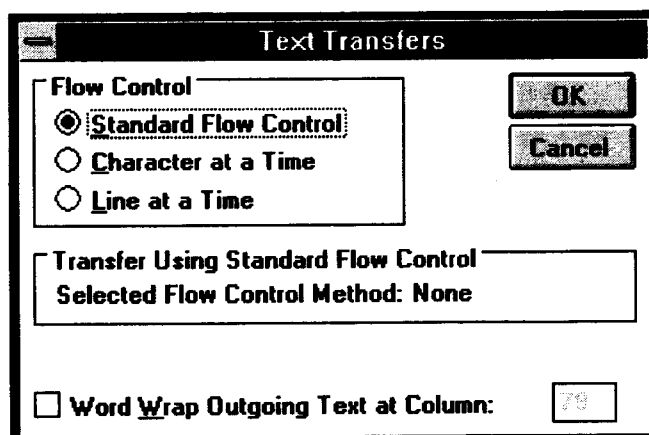 Text Transfers
Flow Control
Standard Flow Control
Character at a Time
Line at a Time
OK
Cancel
Transfer Using Standard Flow Control
Selected Flow Control Method: None
Word Wrap Outgoing Text at Column:
79